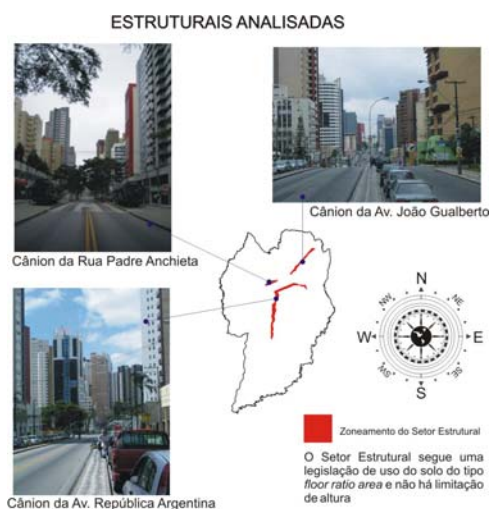 ESTRUTURAIS ANALISADAS
Cânion da Rua Padre Anchieta
Cânion da Av. João Gualberto
Cânion da Av. República Argentina
N
NW
NE
W
E
SW
SE
S
Zoneamento do Setor Estrutural
O Setor Estrutural segue uma
legislação de uso do solo do tipo
floor ratio area e não há limitação
de altura